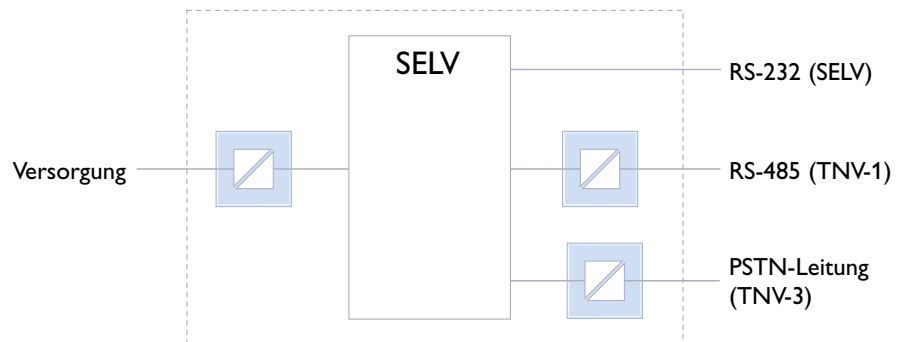 SELV
RS-232 (SELV)
Versorgung
RS-485 (TNV-1)
PSTN-Leitung
(TNV-3)